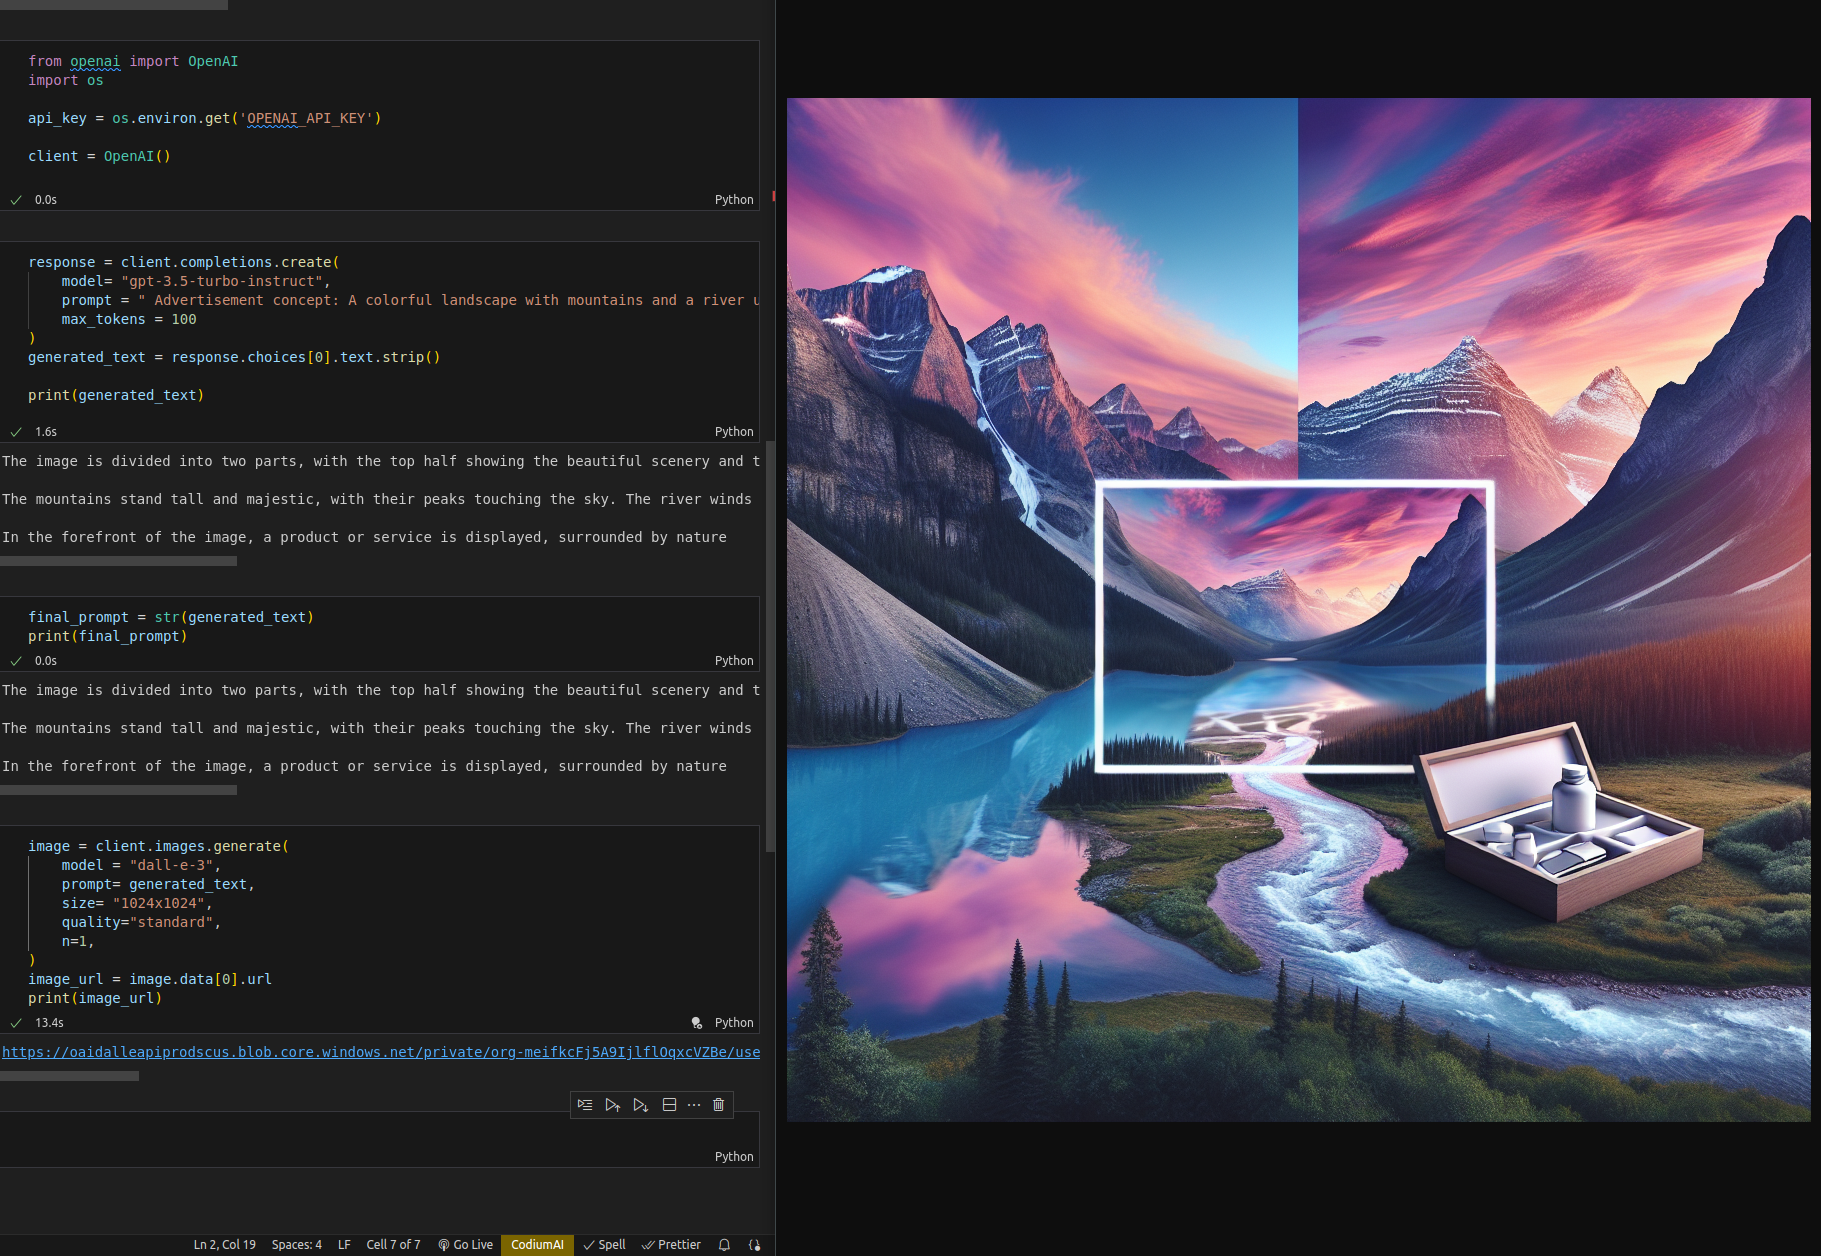 from openai import OpenAI
import os
api_key = os.environ.get('OPENAI_API_KEY')
client = OpenAI()
0.0s
Python
response = client.completions.create(
model= "gpt-3.5-turbo-instruct",
prompt = " Advertisement concept: A colorful landscape with mountains and a river u
max_tokens = 100
)
generated_text = response.choices[0].text.strip()
print(generated_text)
1.6s
Python
The image is divided into two parts, with the top half showing the beautiful scenery and t
The mountains stand tall and majestic, with their peaks touching the sky. The river winds
In the forefront of the image, a product or service is displayed, surrounded by nature
final_prompt = str(generated_text)
print(final_prompt)
0.0s
Python
The image is divided into two parts, with the top half showing the beautiful scenery and t
The mountains stand tall and majestic, with their peaks touching the sky. The river winds
In the forefront of the image, a product or service is displayed, surrounded by nature
image = client.images.generate(
model = "dall-e-3",
prompt= generated_text,
size= "1024x1024",
quality="standard",
n=1,
)
image_url = image.data[0].url
print(image_url)
13.4s
Python
https://oaidalleapiprodscus.blob.core.windows.net/private/org-meifkcFj5A9IjlflOqxcVZBe/use
Python
Ln 2, Col 19 Spaces: 4 LF Cell 7 of 7 Go Live CodiumAI Spell Prettier